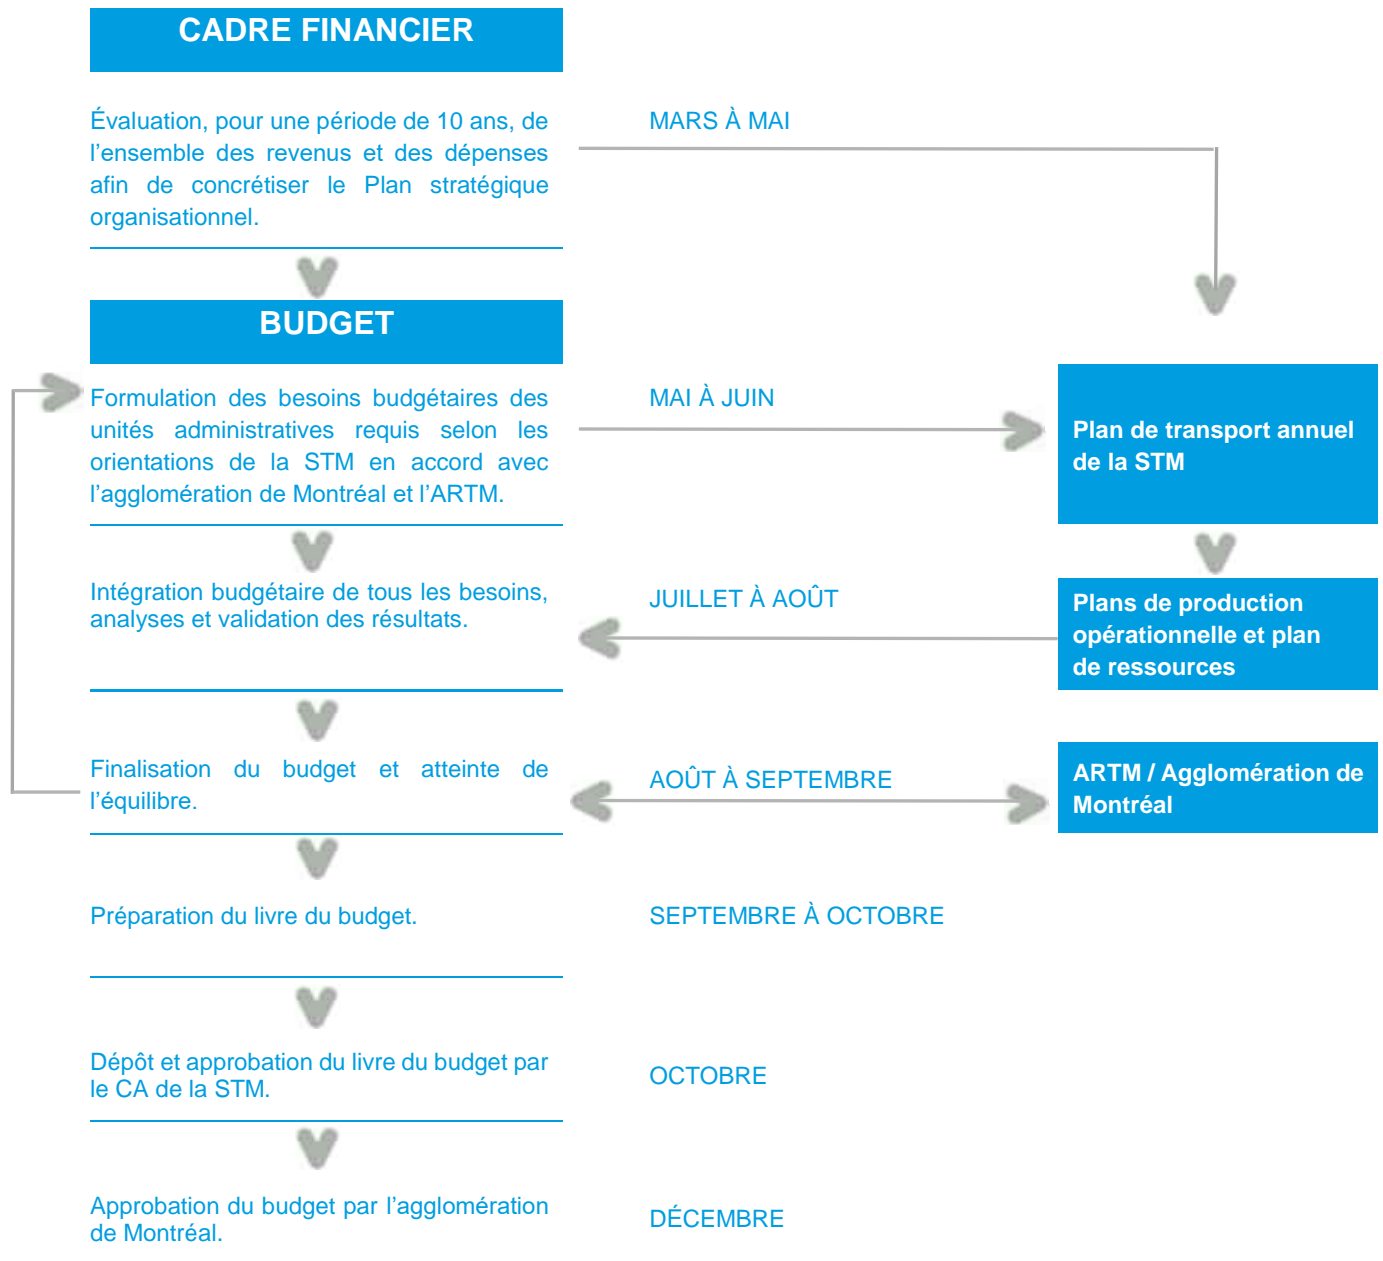 CADRE FINANCIER
Évaluation, pour une période de 10 ans, de
l’ensemble des revenus et des dépenses
afin de concrétiser le Plan stratégique
organisationnel.
MARS À MAI
BUDGET
Formulation des besoins budgétaires des
unités administratives requis selon les
orientations de la STM en accord avec
l’agglomération de Montréal et l’ARTM.
MAI À JUIN
Plan de transport annuel
de la STM
Intégration budgétaire de tous les besoins,
analyses et validation des résultats.
JUILLET À AOÛT
Plans de production
opérationnelle et plan
de ressources
Finalisation du budget et atteinte de
l’équilibre.
AOÛT À SEPTEMBRE
ARTM / Agglomération de
Montréal
Préparation du livre du budget.
SEPTEMBRE À OCTOBRE
Dépôt et approbation du livre du budget par
le CA de la STM.
OCTOBRE
Approbation du budget par l’agglomération
de Montréal.
DÉCEMBRE